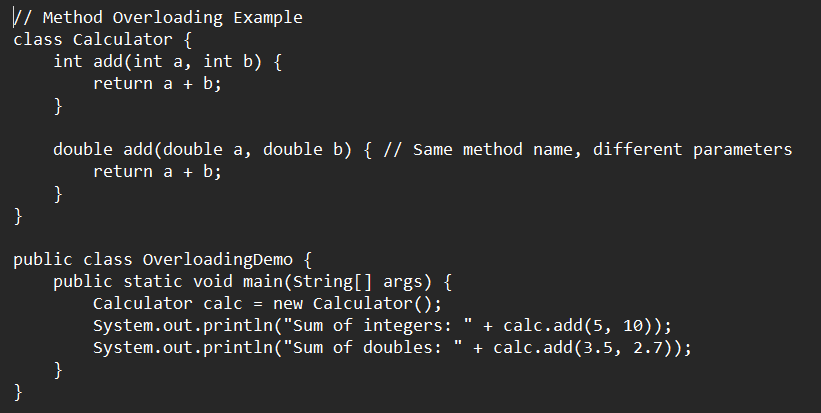 // Method Overloading Example
class Calculator {
    int add(int a, int b) {
        return a + b;
    }

    double add(double a, double b) { // Same method name, different parameters
        return a + b;
    }
}

public class OverloadingDemo {
    public static void main(String[] args) {
        Calculator calc = new Calculator();
        System.out.println("Sum of integers: " + calc.add(5, 10));
        System.out.println("Sum of doubles: " + calc.add(3.5, 2.7));
    }
}